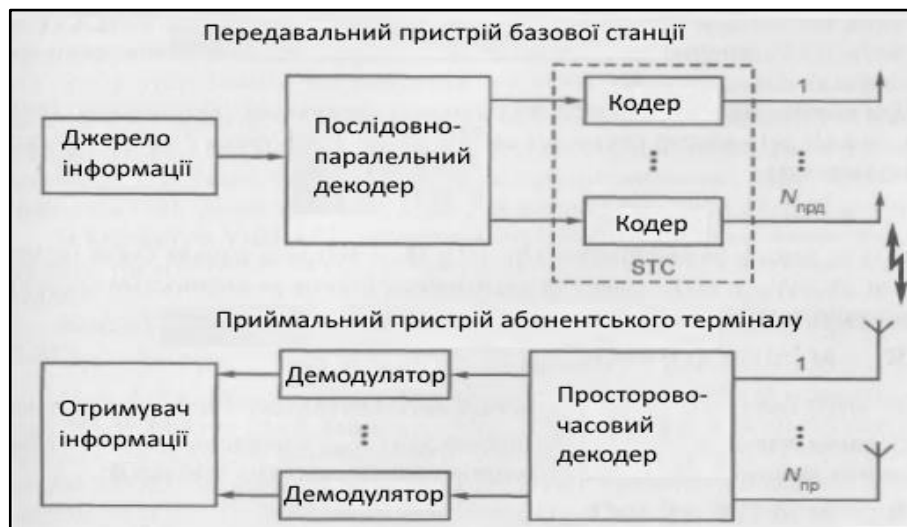 Передавальний пристрій базової станції
Джерело
інформації
Послідовно-
паралельний
декодер
Кодер
Кодер
STC
1
Nпрд
Приймальний пристрій абонентського терміналу
Отримувач
інформації
Демодулятор
Демодулятор
Просторово-
часовий
декодер
1
Nпр